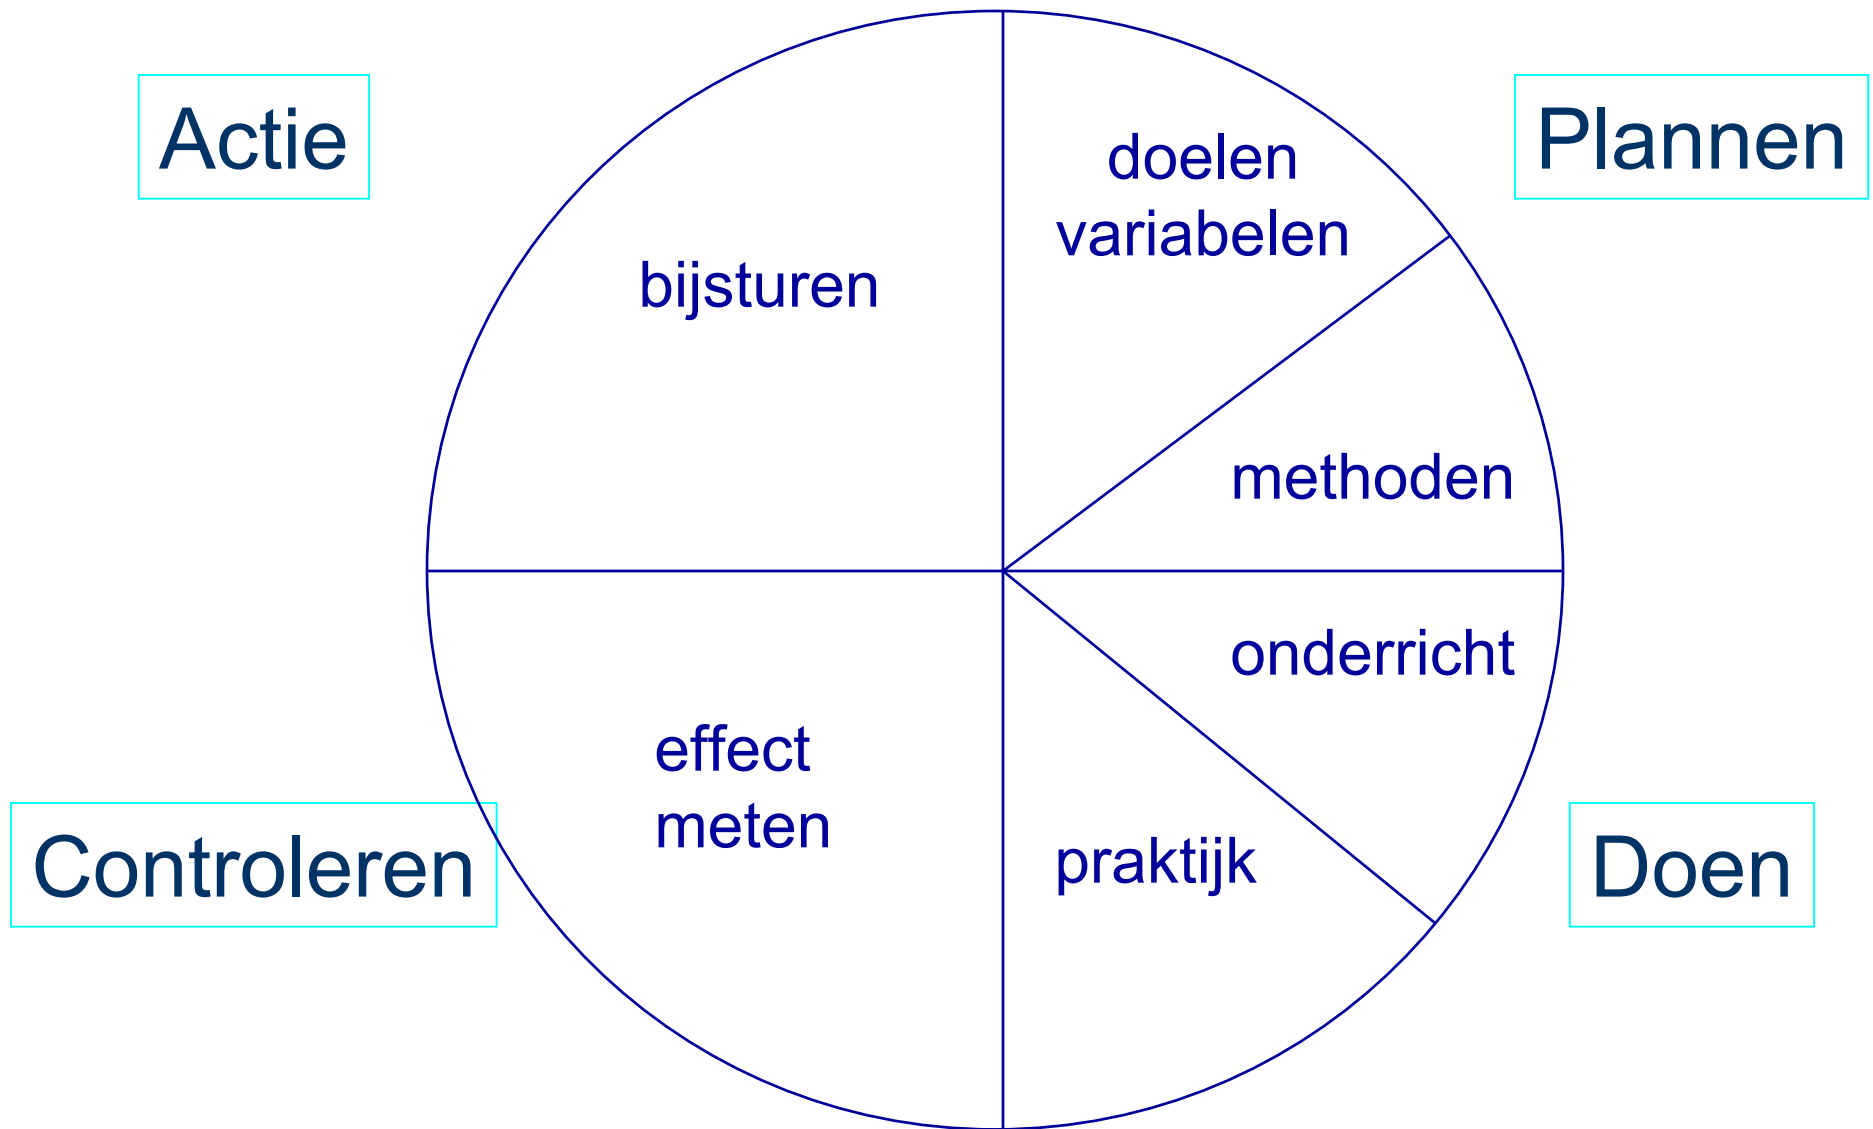 Actie
Plannen
doelen
variabelen
bijsturen
methoden
onderricht
effect
meten
praktijk
Controleren
Doen